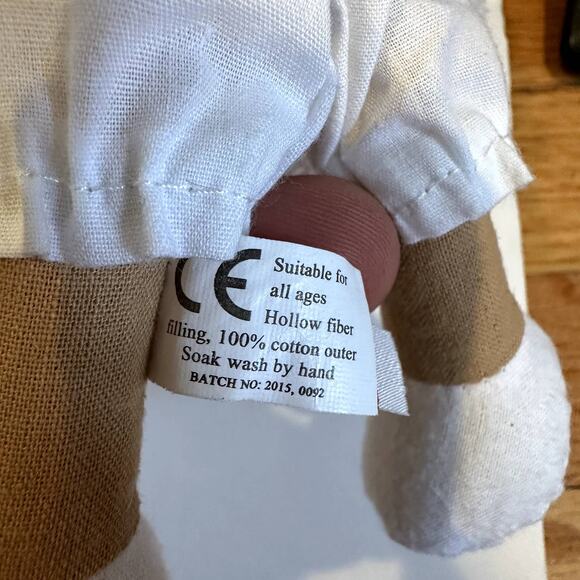 CE
Suitable for
all ages
Hollow fiber
filling, 100% cotton outer
Soak wash by hand
BATCH NO: 2015, 0092